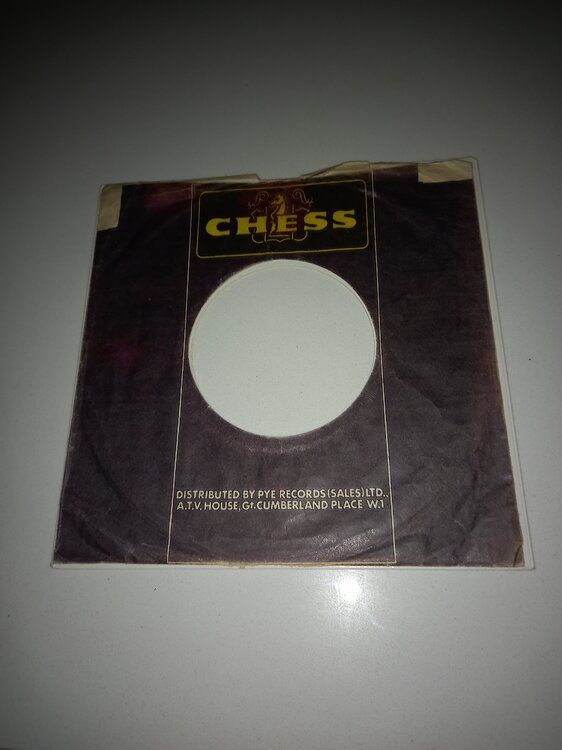 CHESS
DISTRIBUTED BY PYE RECORDS (SALES) LTD.,
A.T.V. HOUSE, Gt. CUMBERLAND PLACE W.1